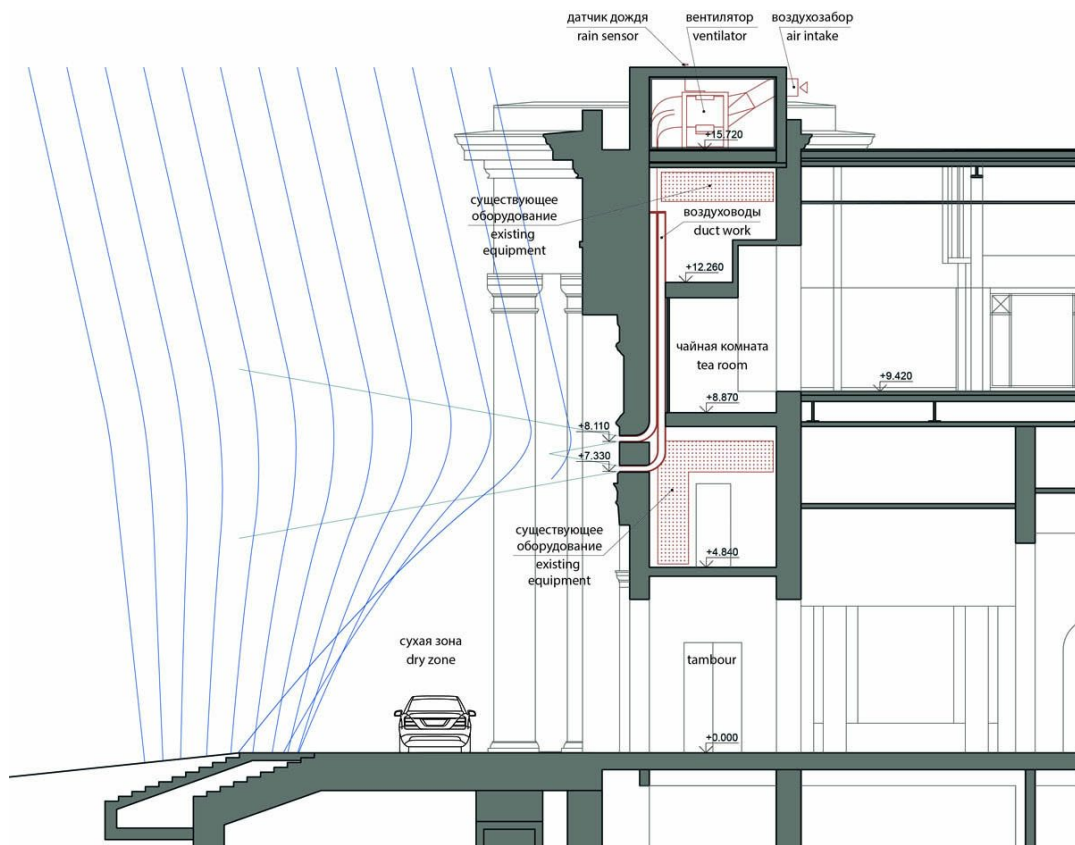 датчик дождя
rain sensor
вентилятор
ventilator
воздухозабор
air intake
+15.720
существующее
оборудование
existing
equipment
воздуховоды
duct work
+12.260
чайная комната
tea room
+9.420
+8.870
+8.110
+7.330
существующее
оборудование
existing
equipment
+4.840
сухая зона
dry zone
tambour
+0.000